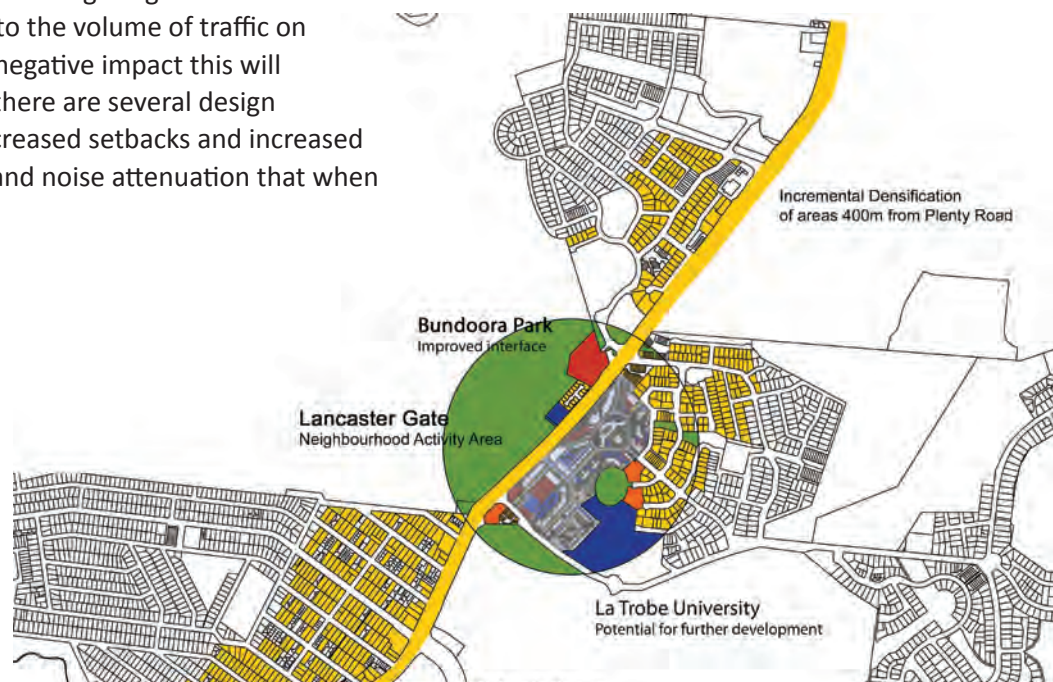 to the volume of traffic on
negative impact this will
there are several design
creased setbacks and increased
and noise attenuation that when
Incremental Densification
of areas 400m from Plenty Road
Bundoora Park
Improved interface
Lancaster Gate
Neighbourhood Activity Area
La Trobe University
Potential for further development